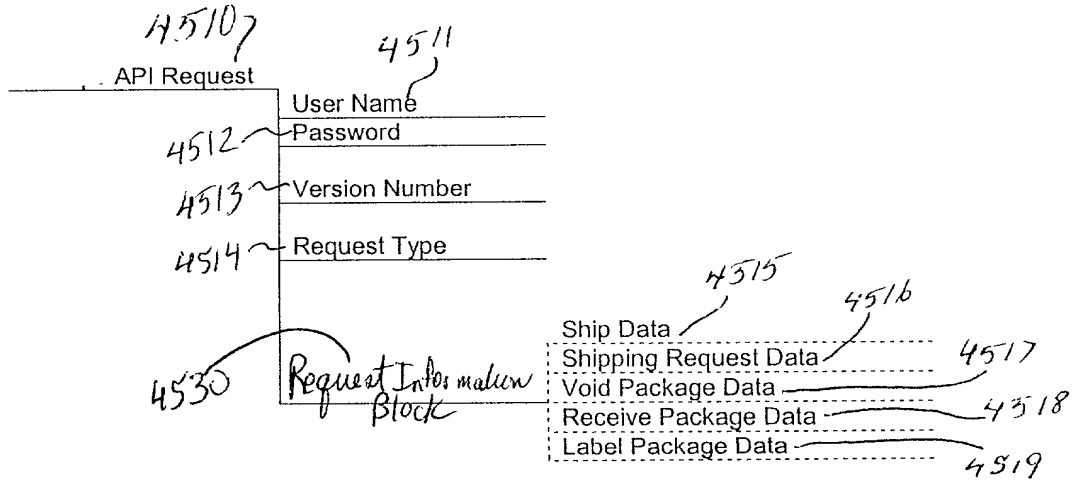 4510
4511
API Request
User Name
4512 Password
4513 Version Number
4514 Request Type
4515
4516
Ship Data
Shipping Request Data
4517
4530 Request Information Block
Void Package Data
Receive Package Data 4518
Label Package Data
4519